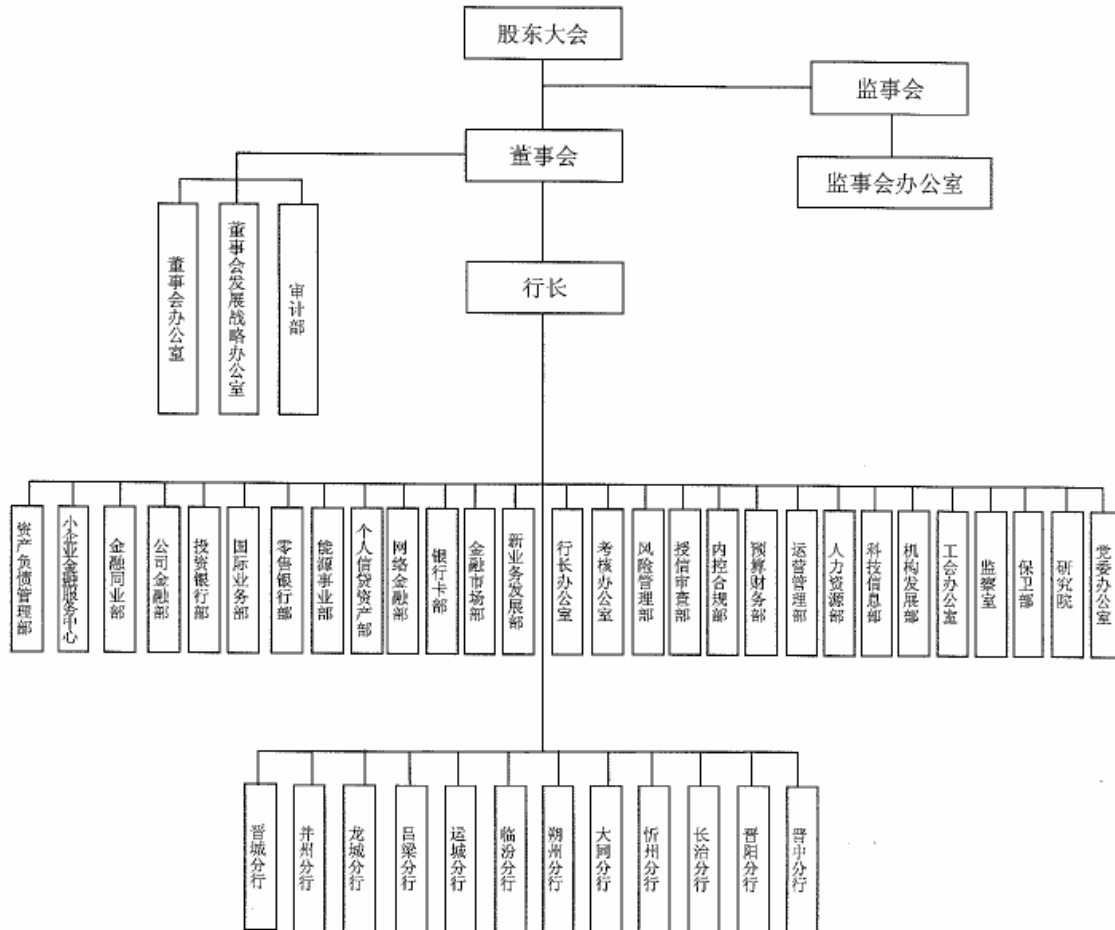 股东大会
监事会
董事会
监事会办公室
董事会办公室
董事会发展战略办公室
审计部
行长
资产负债管理部
小企业金融服务中心
金融同业部
公司金融部
投资银行部
国际业务部
零售银行部
能源事业部
个人信贷资产部
网络金融部
银行卡部
金融市场部
新业务发展部
行长办公室
考核办公室
风险管理部
授信审查部
内控合规部
预算财务部
运营管理部
人力资源部
科技信息部
机构发展部
工会办公室
监察室
保卫部
研究院
党委办公室
晋城分行
并州分行
龙城分行
吕梁分行
运城分行
临汾分行
朔州分行
大同分行
忻州分行
长治分行
晋阳分行
晋中分行